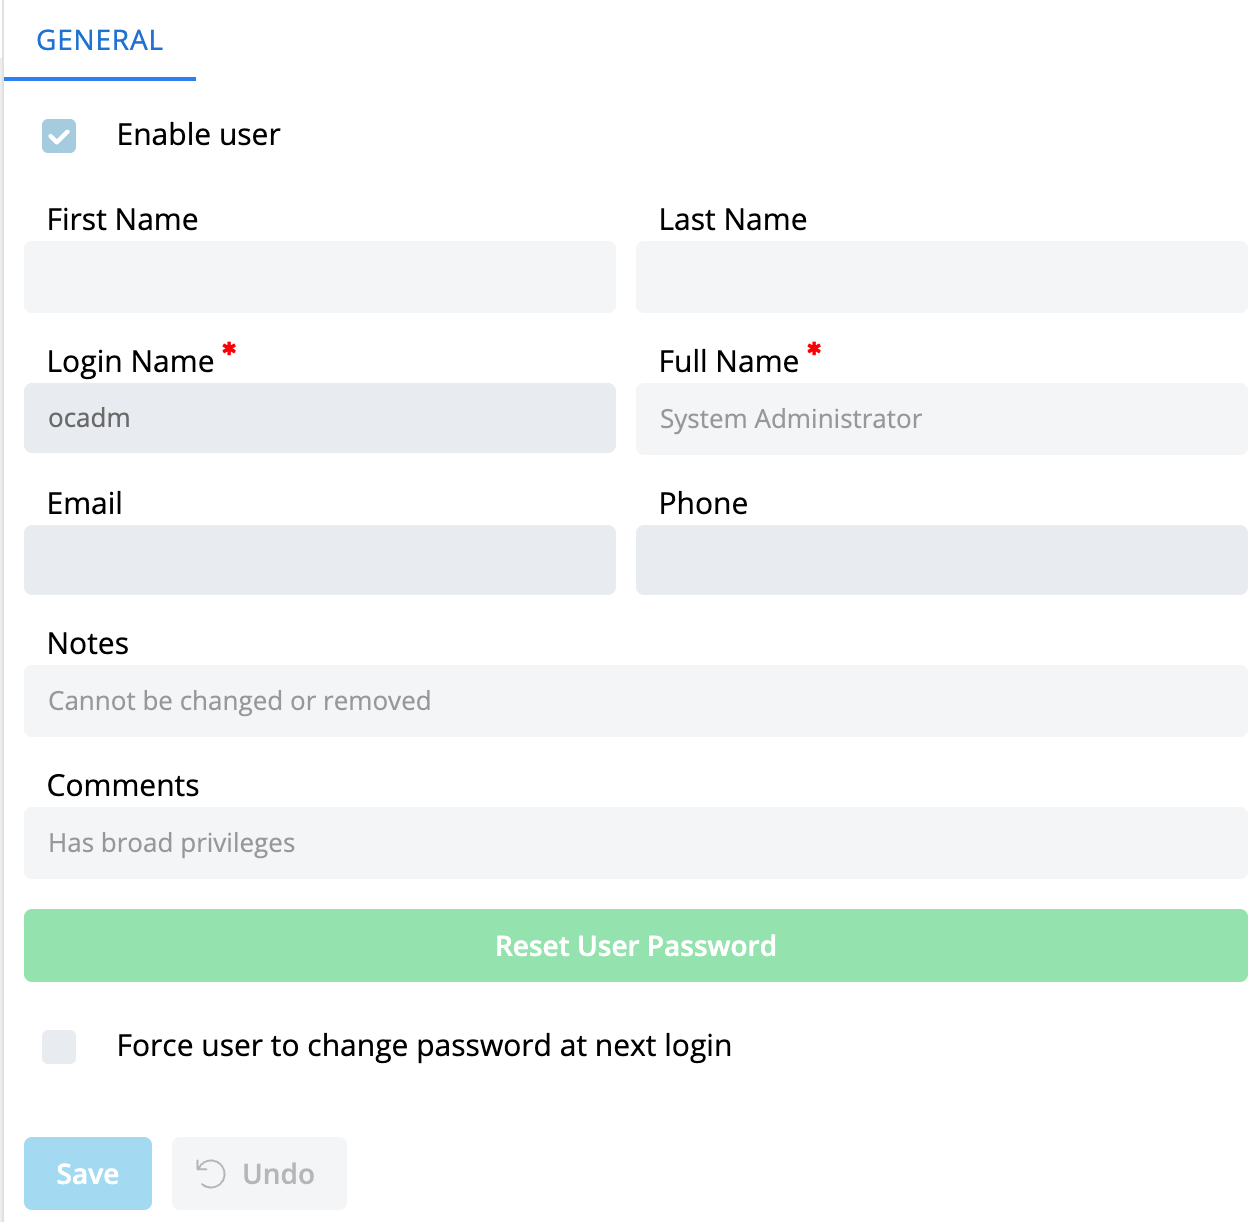 GENERAL
Enable user
First Name
Last Name
Login Name *
Full Name *
ocadm
System Administrator
Email
Phone
Notes
Cannot be changed or removed
Comments
Has broad privileges
Reset User Password
Force user to change password at next login
Save
Undo